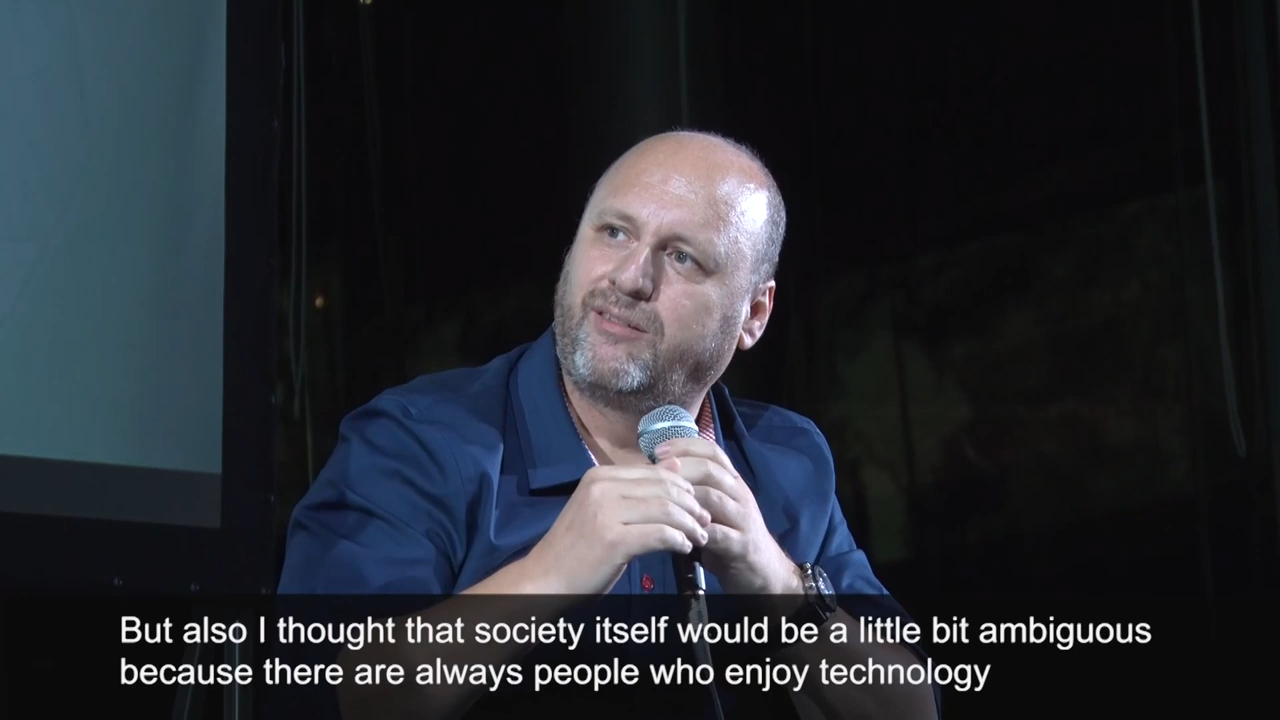 But also I thought that society itself would be a little bit ambiguous
because there are always people who enjoy technology